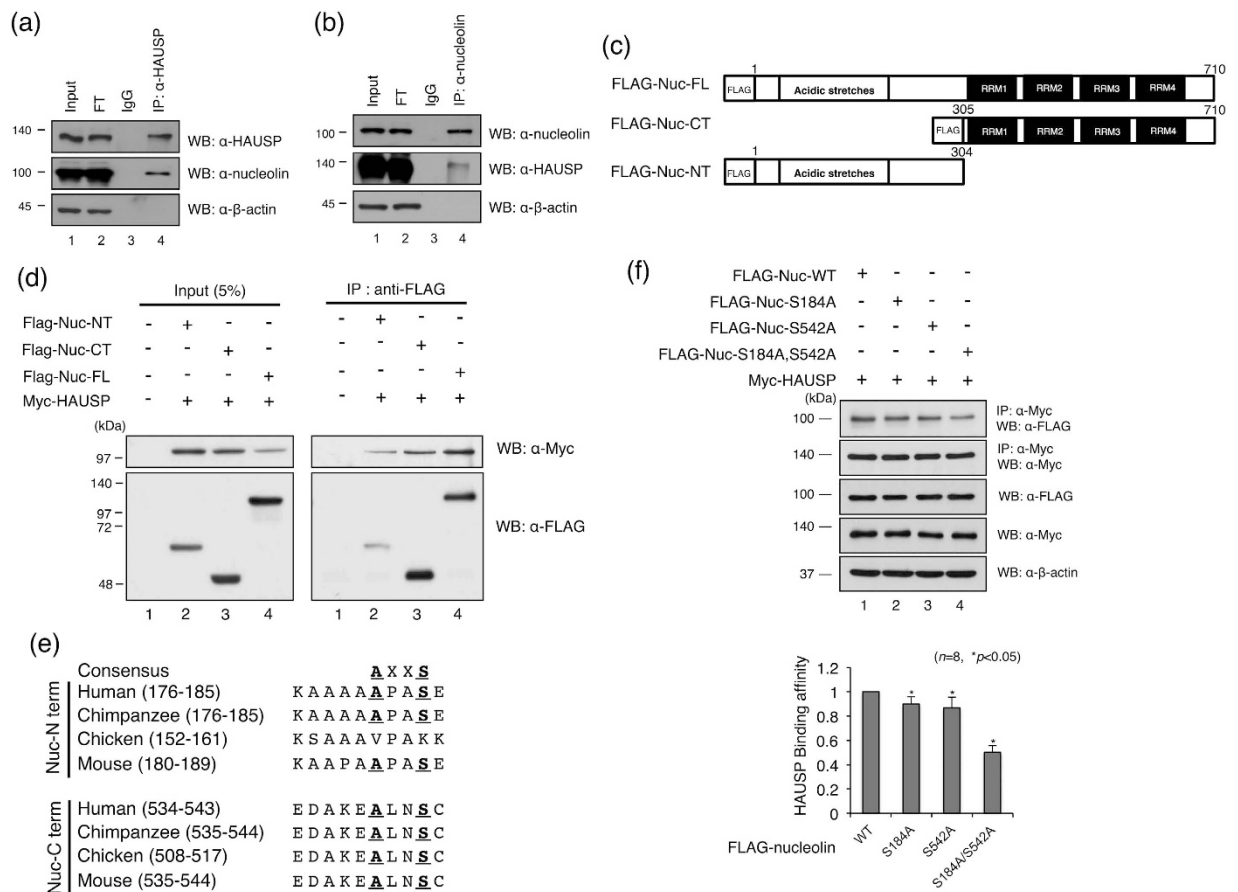 (a)
Input
FT
IgG
IP: α-HAUSP
140
WB: α-HAUSP
100
WB: α-nucleolin
45
WB: α-β-actin
1 2 3 4
(b)
Input
FT
IgG
IP: α-nucleolin
100
WB: α-nucleolin
140
WB: α-HAUSP
45
WB: α-β-actin
1 2 3 4
(c)
1 710
FLAG-Nuc-FL FLAG Acidic stretches RRM1 RRM2 RRM3 RRM4
305 710
FLAG-Nuc-CT FLAG RRM1 RRM2 RRM3 RRM4
1 304
FLAG-Nuc-NT FLAG Acidic stretches
(d)
Input (5%) IP : anti-FLAG
Flag-Nuc-NT - + - - - + - -
Flag-Nuc-CT - - + - - - + -
Flag-Nuc-FL - - - + - - - +
Myc-HAUSP - + + + - + + +
(kDa)
97
WB: α-Myc
140
97
72
48
WB: α-FLAG
1 2 3 4 1 2 3 4
(e)
Consensus A X X S
Nuc-N term
Human (176-185) K A A A A A P A S E
Chimpanzee (176-185) K A A A A A P A S E
Chicken (152-161) K S A A A V P A K K
Mouse (180-189) K A A P A A P A S E
Nuc-C term
Human (534-543) E D A K E A L N S C
Chimpanzee (535-544) E D A K E A L N S C
Chicken (508-517) E D A K E A L N S C
Mouse (535-544) E D A K E A L N S C
(f)
FLAG-Nuc-WT + - - -
FLAG-Nuc-S184A - + - -
FLAG-Nuc-S542A - - + -
FLAG-Nuc-S184A,S542A - - - +
Myc-HAUSP + + + +
(kDa)
100
IP: α-Myc
WB: α-FLAG
140
IP: α-Myc
WB: α-Myc
100
WB: α-FLAG
140
WB: α-Myc
37
WB: α-β-actin
1 2 3 4
(n=8, *p<0.05)
HAUSP Binding affinity
1.2
1
0.8
0.6
0.4
0.2
0
* * *
WT
S184A
S542A
S184A/S542A
FLAG-nucleolin